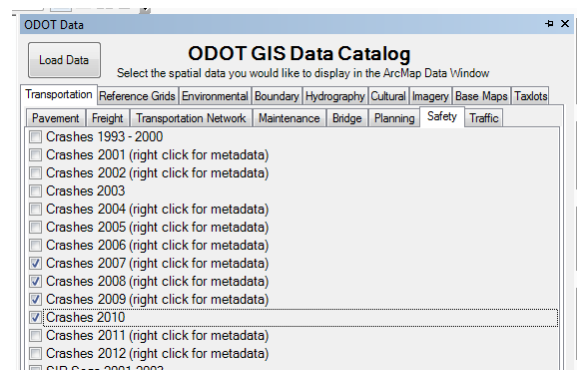 ODOT Data
Load Data
ODOT GIS Data Catalog
Select the spatial data you would like to display in the ArcMap Data Window
Transportation Reference Grids Environmental Boundary Hydrography Cultural Imagery Base Maps Taxlots
Pavement Freight Transportation Network Maintenance Bridge Planning Safety Traffic
Crashes 1993 - 2000
Crashes 2001 (right click for metadata)
Crashes 2002 (right click for metadata)
Crashes 2003
Crashes 2004 (right click for metadata)
Crashes 2005 (right click for metadata)
Crashes 2006 (right click for metadata)
Crashes 2007 (right click for metadata)
Crashes 2008 (right click for metadata)
Crashes 2009 (right click for metadata)
Crashes 2010
Crashes 2011 (right click for metadata)
Crashes 2012 (right click for metadata)